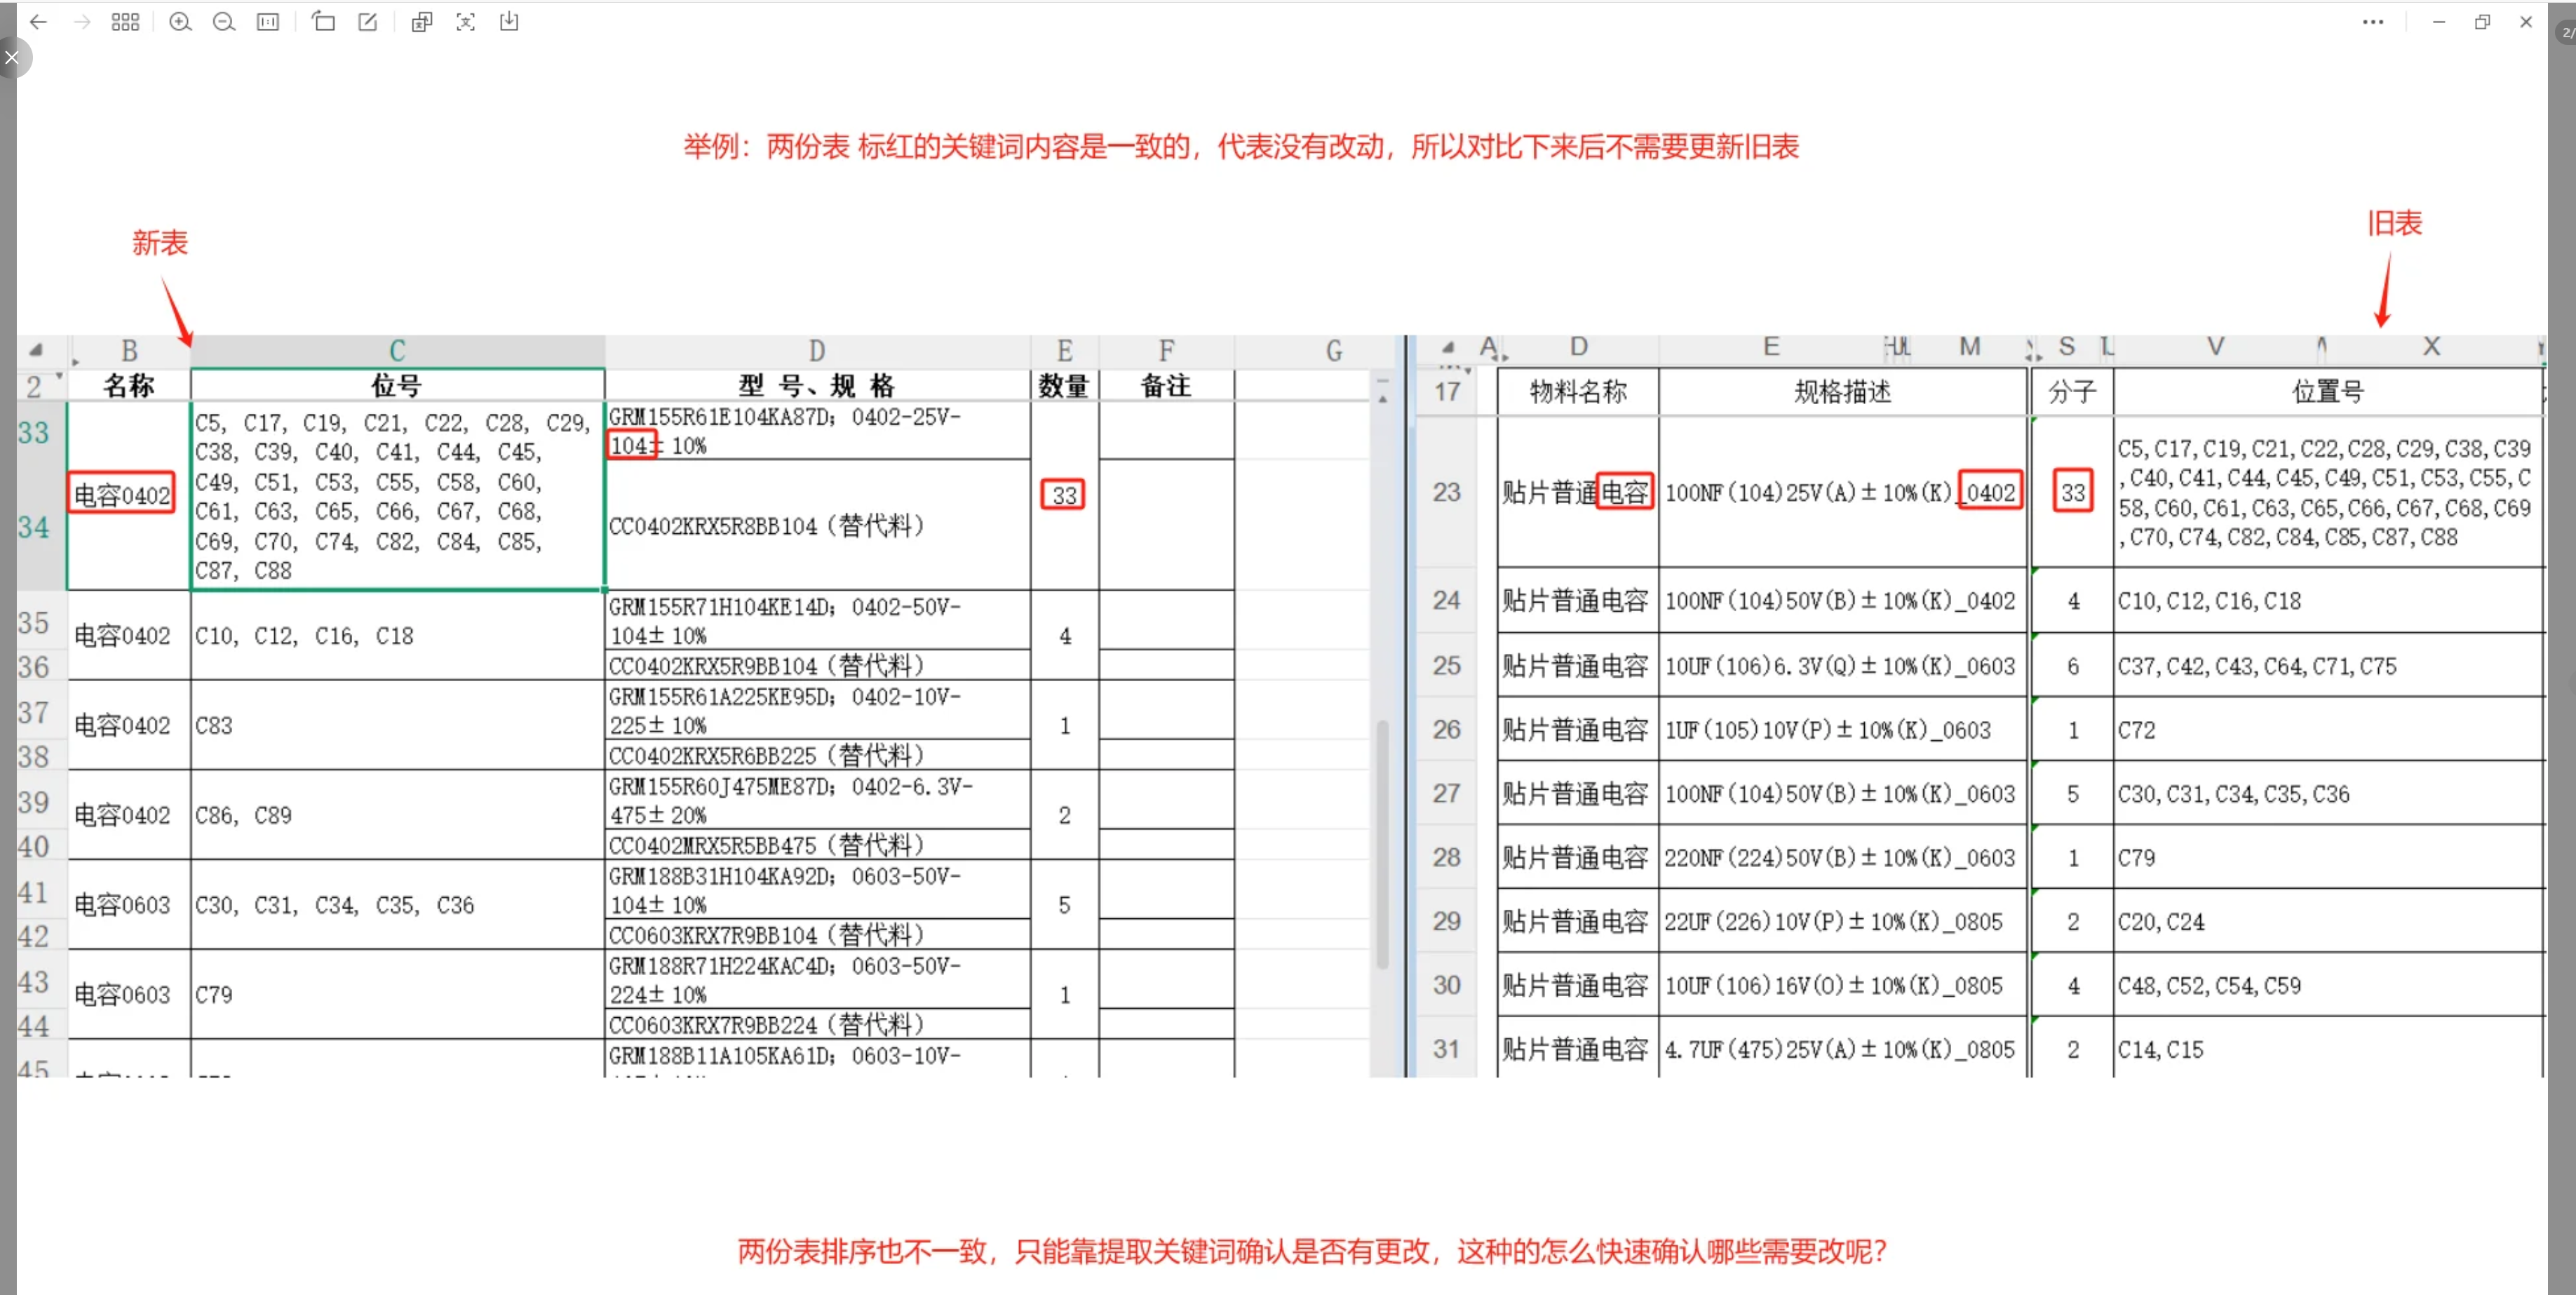 2/
举例：两份表 标红的关键词内容是一致的，代表没有改动，所以对比下来后不需要更新旧表
新表
旧表
B C D E F G
2 名称 位号 型 号、规 格 数量 备注
33 电容0402 C5, C17, C19, C21, C22, C28, C29, GRM155R61E104KA87D; 0402-25V- 33
C38, C39, C40, C41, C44, C45, 104±10%
C49, C51, C53, C55, C58, C60,
34 C61, C63, C65, C66, C67, C68, CC0402KRX5R8BB104（替代料）
C69, C70, C74, C82, C84, C85,
C87, C88
35 电容0402 C10, C12, C16, C18 GRM155R71H104KE14D; 0402-50V- 4
104±10%
36 CC0402KRX5R9BB104（替代料）
37 电容0402 C83 GRM155R61A225KE95D; 0402-10V- 1
225±10%
38 CC0402KRX5R6BB225（替代料）
39 电容0402 C86, C89 GRM155R60J475ME87D; 0402-6.3V- 2
475±20%
40 CC0402MRX5R5BB475（替代料）
41 电容0603 C30, C31, C34, C35, C36 GRM188B31H104KA92D; 0603-50V- 5
104±10%
42 CC0603KRX7R9BB104（替代料）
43 电容0603 C79 GRM188R71H224KAC4D; 0603-50V- 1
224±10%
44 CC0603KRX7R9BB224（替代料）
45 GRM188B11A105KA61D; 0603-10V-
A D E M S V X
17 物料名称 规格描述 分子 位置号
23 贴片普通电容 100NF(104)25V(A)±10%(K)_0402 33 C5,C17,C19,C21,C22,C28,C29,C38,C39
,C40,C41,C44,C45,C49,C51,C53,C55,C
58,C60,C61,C63,C65,C66,C67,C68,C69
,C70,C74,C82,C84,C85,C87,C88
24 贴片普通电容 100NF(104)50V(B)±10%(K)_0402 4 C10,C12,C16,C18
25 贴片普通电容 10UF(106)6.3V(Q)±10%(K)_0603 6 C37,C42,C43,C64,C71,C75
26 贴片普通电容 1UF(105)10V(P)±10%(K)_0603 1 C72
27 贴片普通电容 100NF(104)50V(B)±10%(K)_0603 5 C30,C31,C34,C35,C36
28 贴片普通电容 220NF(224)50V(B)±10%(K)_0603 1 C79
29 贴片普通电容 22UF(226)10V(P)±10%(K)_0805 2 C20,C24
30 贴片普通电容 10UF(106)16V(O)±10%(K)_0805 4 C48,C52,C54,C59
31 贴片普通电容 4.7UF(475)25V(A)±10%(K)_0805 2 C14,C15
两份表排序也不一致，只能靠提取关键词确认是否有更改，这种的怎么快速确认哪些需要改呢？